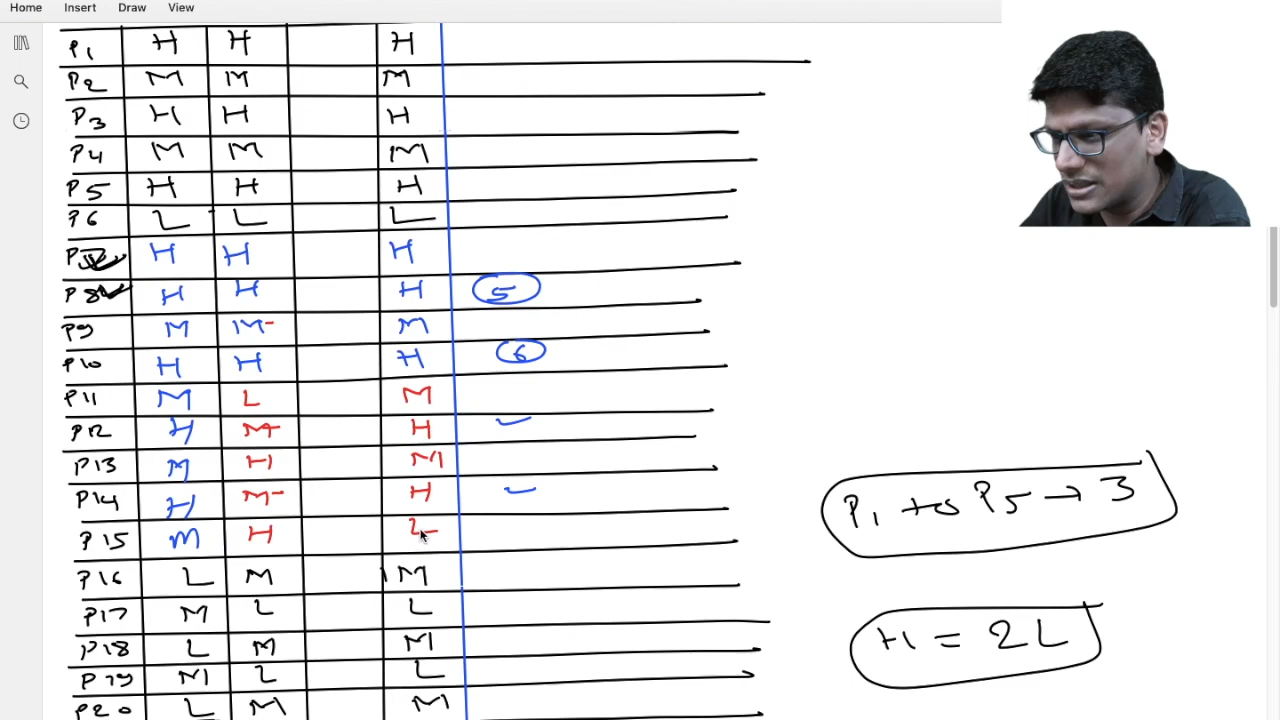 Home Insert Draw View
P1 H H H
P2 M M M
P3 H H H
P4 M M M
P5 H H H
P6 L L L
P7 H H H
P8 H H H 5
P9 M M M
P10 H H H 6
P11 M L M
P12 H M H
P13 M H M
P14 H M H
P15 M H L
P1 to P5 → 3
P16 L M M
P17 M L L
H = 2L
P18 L M M
P19 M L L
P20 L M M